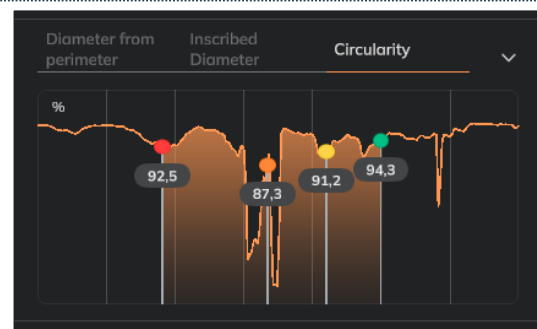 Diameter from
perimeter
Inscribed
Diameter
Circularity
%
92,5
87,3
91,2
94,3